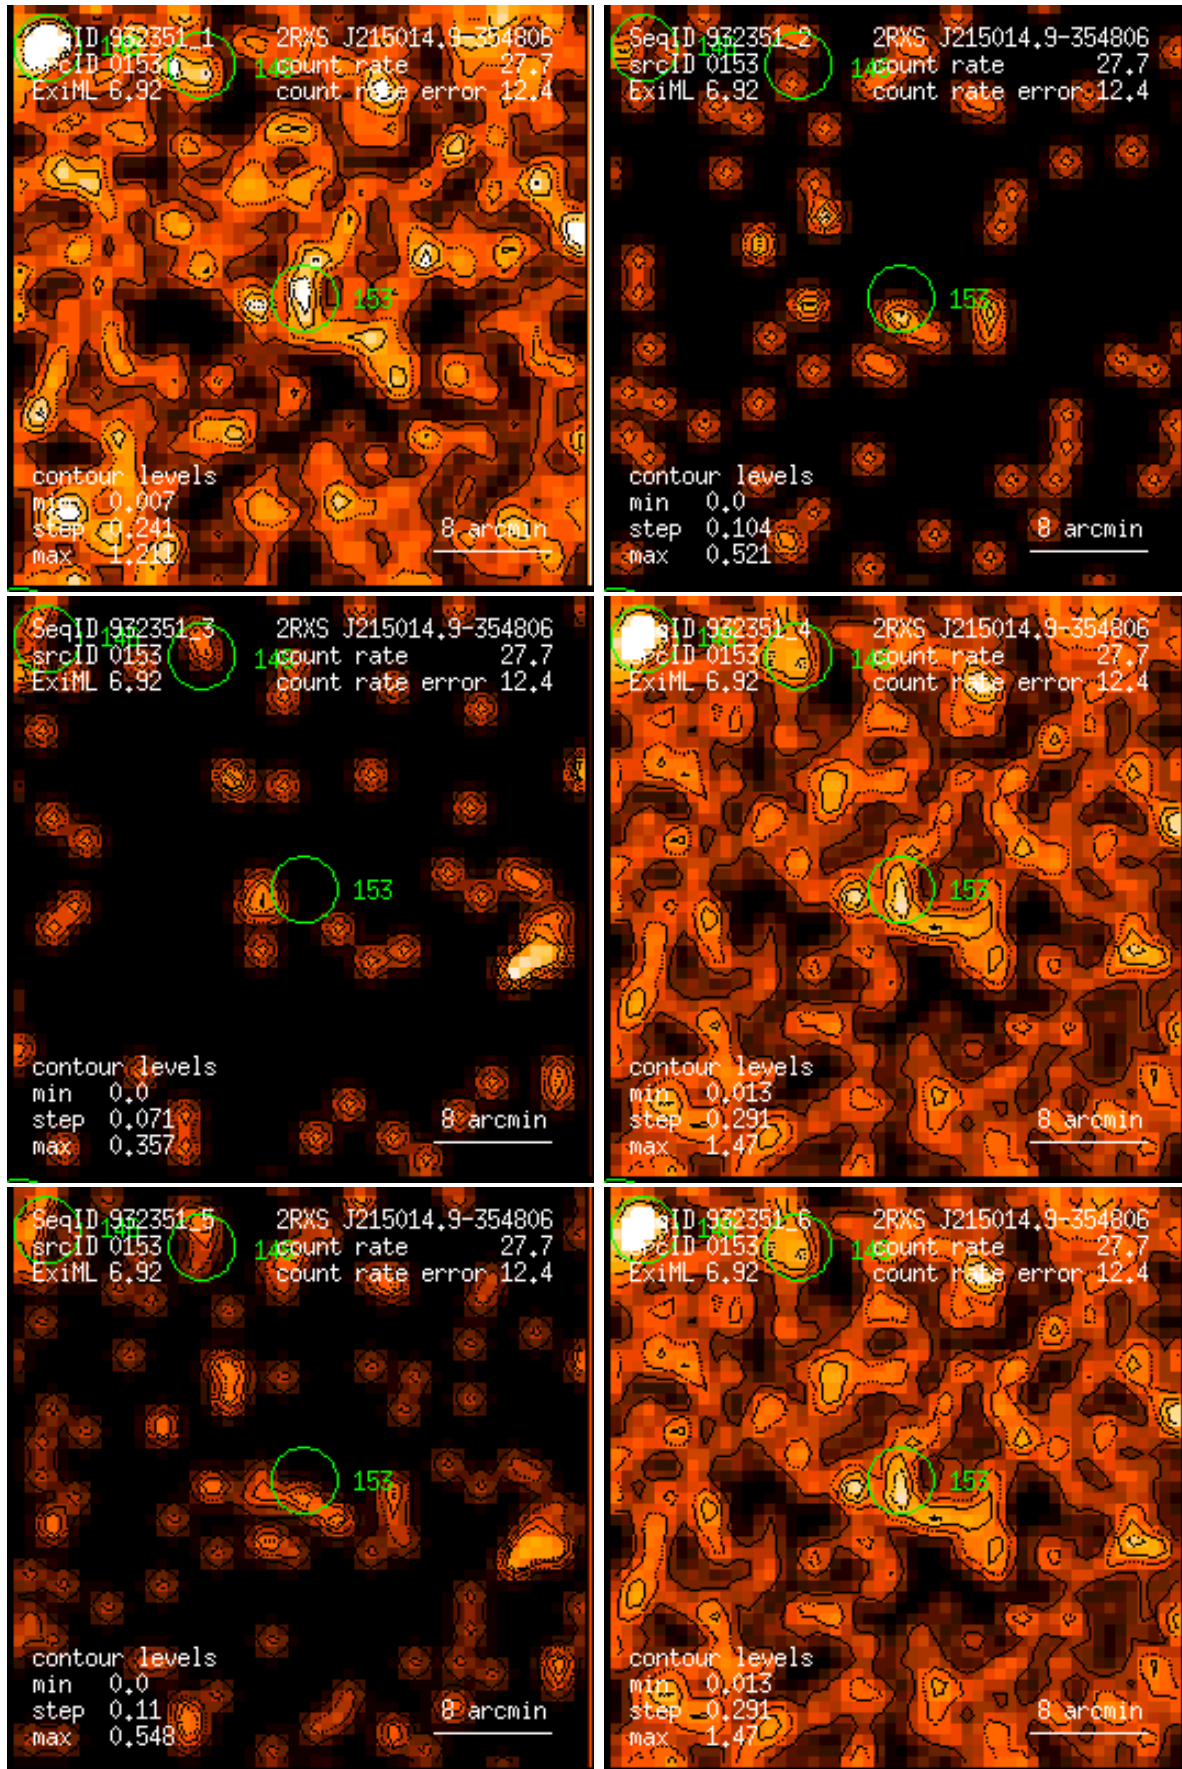 SeqID 932351_1 2RXS J215014.9-354806
srcID 0153 count rate 27.7
ExiML 6.92 count rate error 12.4
153
contour levels
min 0.007
step 0.241 8 arcmin
max 1.211
SeqID 932351_2 2RXS J215014.9-354806
srcID 0153 count rate 27.7
ExiML 6.92 count rate error 12.4
153
contour levels
min 0.0
step 0.104 8 arcmin
max 0.521
SeqID 932351_3 2RXS J215014.9-354806
srcID 0153 count rate 27.7
ExiML 6.92 count rate error 12.4
153
contour levels
min 0.0
step 0.071 8 arcmin
max 0.357
SeqID 932351_4 2RXS J215014.9-354806
srcID 0153 count rate 27.7
ExiML 6.92 count rate error 12.4
153
contour levels
min 0.013
step 0.291 8 arcmin
max 1.47
SeqID 932351_5 2RXS J215014.9-354806
srcID 0153 count rate 27.7
ExiML 6.92 count rate error 12.4
153
contour levels
min 0.0
step 0.11 8 arcmin
max 0.548
SeqID 932351_6 2RXS J215014.9-354806
srcID 0153 count rate 27.7
ExiML 6.92 count rate error 12.4
153
contour levels
min 0.013
step 0.291 8 arcmin
max 1.47